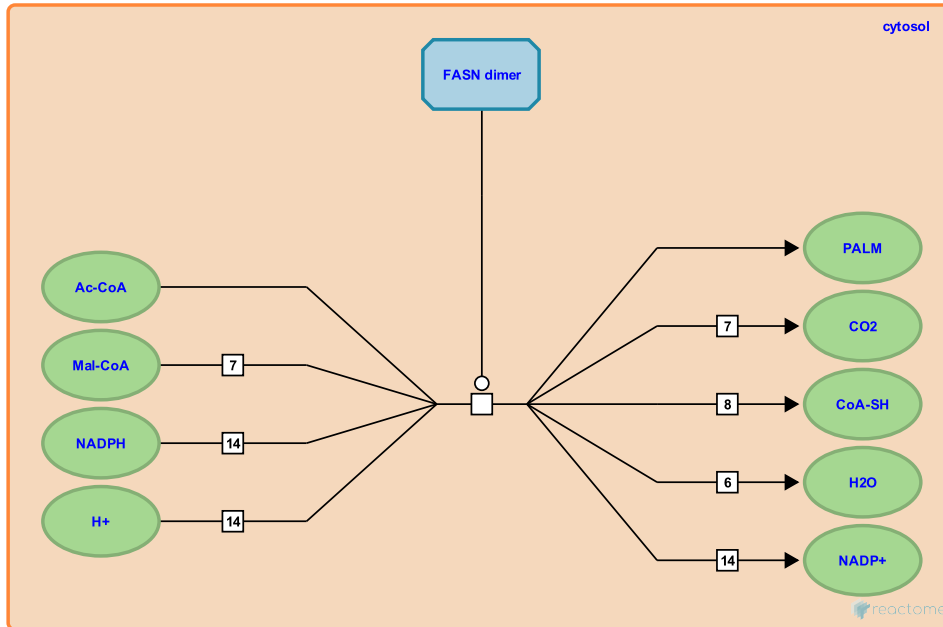 cytosol
FASN dimer
Ac-CoA
Mal-CoA
7
NADPH
14
H+
14
PALM
7
CO2
8
CoA-SH
6
H2O
14
NADP+
reactome